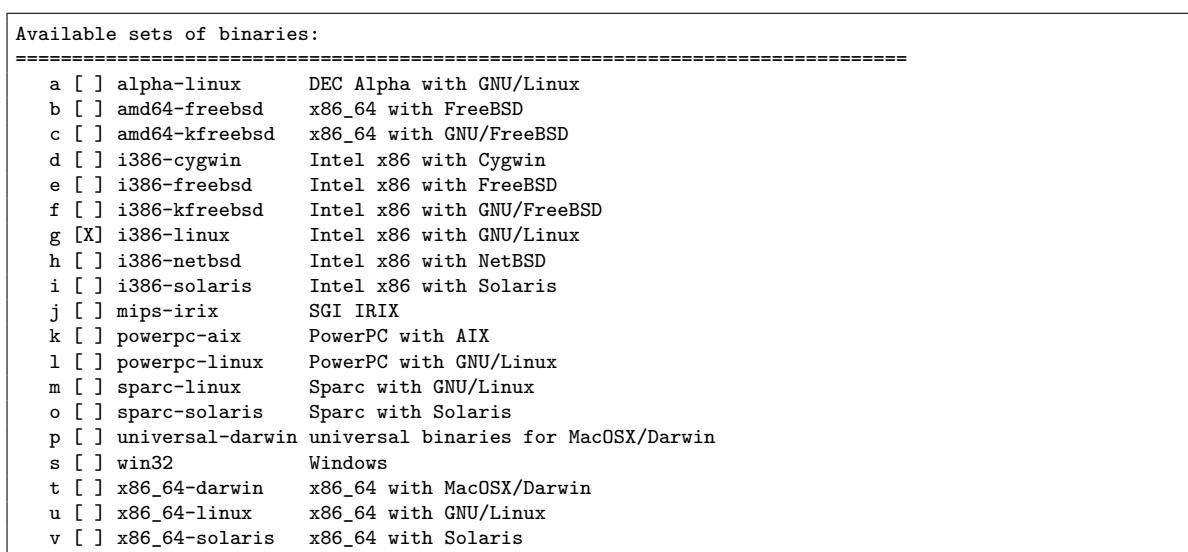 Available sets of binaries:
===============================================================================
   a [ ] alpha-linux      DEC Alpha with GNU/Linux
   b [ ] amd64-freebsd    x86_64 with FreeBSD
   c [ ] amd64-kfreebsd   x86_64 with GNU/FreeBSD
   d [ ] i386-cygwin      Intel x86 with Cygwin
   e [ ] i386-freebsd     Intel x86 with FreeBSD
   f [ ] i386-kfreebsd    Intel x86 with GNU/FreeBSD
   g [X] i386-linux       Intel x86 with GNU/Linux
   h [ ] i386-netbsd      Intel x86 with NetBSD
   i [ ] i386-solaris     Intel x86 with Solaris
   j [ ] mips-irix        SGI IRIX
   k [ ] powerpc-aix      PowerPC with AIX
   l [ ] powerpc-linux    PowerPC with GNU/Linux
   m [ ] sparc-linux      Sparc with GNU/Linux
   o [ ] sparc-solaris    Sparc with Solaris
   p [ ] universal-darwin universal binaries for MacOSX/Darwin
   s [ ] win32            Windows
   t [ ] x86_64-darwin    x86_64 with MacOSX/Darwin
   u [ ] x86_64-linux     x86_64 with GNU/Linux
   v [ ] x86_64-solaris   x86_64 with Solaris